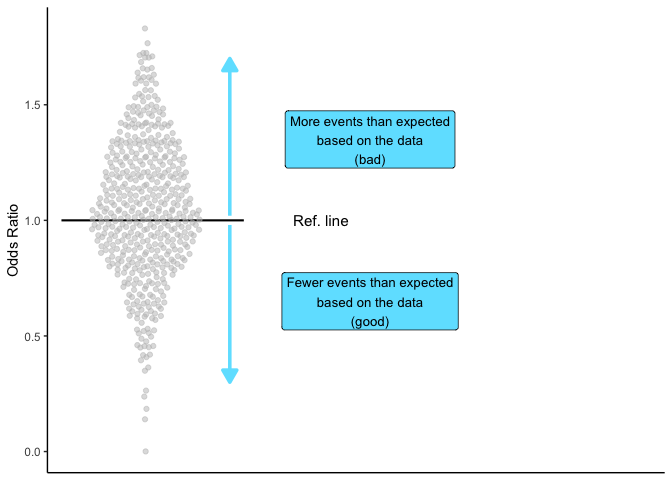 1.5
More events than expected
based on the data
(bad)
1.0
Ref. line
Odds Ratio
Fewer events than expected
based on the data
(good)
0.5
0.0